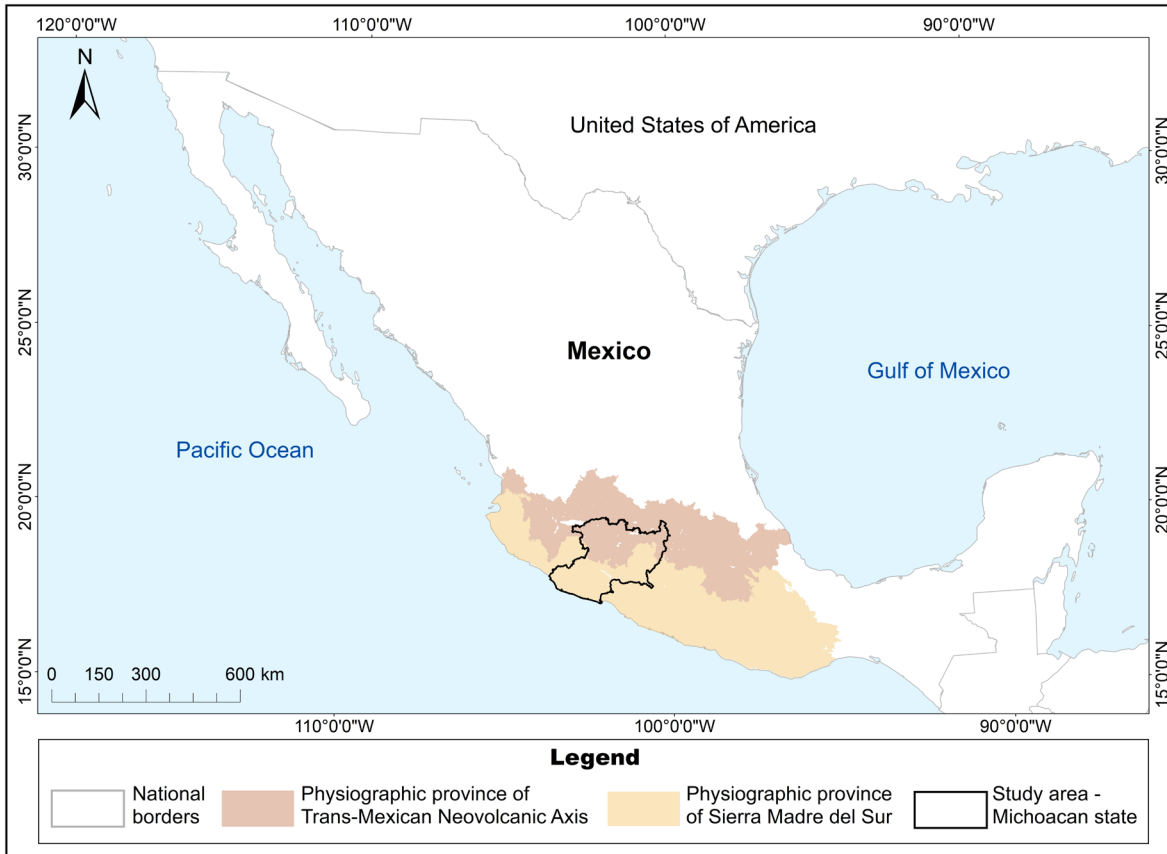 120°0'0"W 110°0'0"W 100°0'0"W 90°0'0"W
N
United States of America
30°0'0"N
30°0'0"N
25°0'0"N
25°0'0"N
Mexico
Gulf of Mexico
Pacific Ocean
20°0'0"N
20°0'0"N
15°0'0"N
15°0'0"N
0 150 300 600 km
110°0'0"W 100°0'0"W 90°0'0"W
Legend
National
borders
Physiographic province of
Trans-Mexican Neovolcanic Axis
Physiographic province
of Sierra Madre del Sur
Study area -
Michoacan state